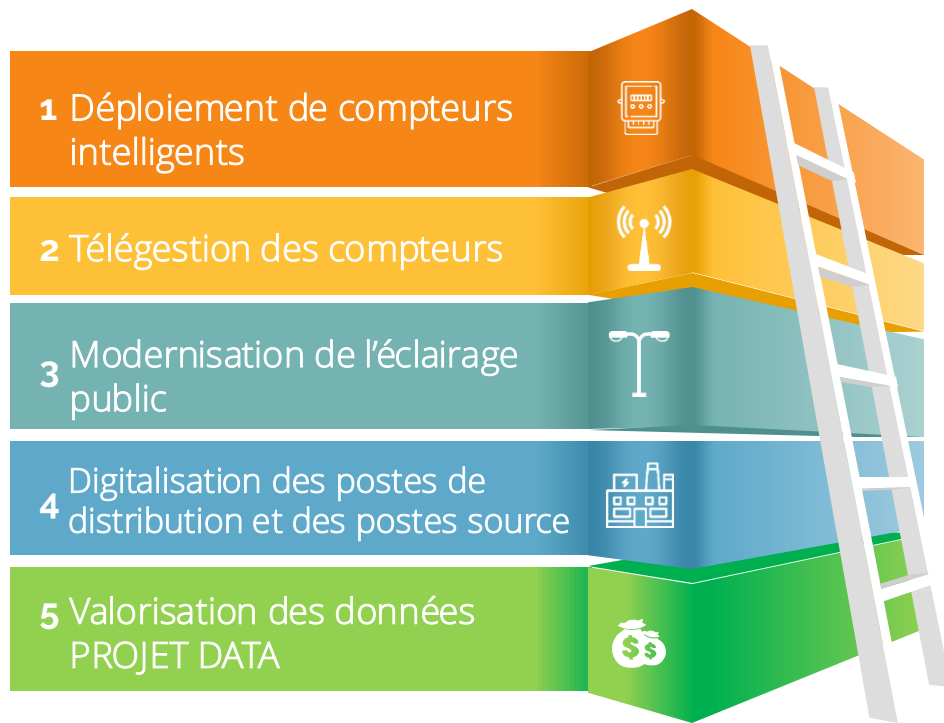 1 Déploiement de compteurs
intelligents
2 Télégestion des compteurs
3 Modernisation de l’éclairage
public
4 Digitalisation des postes de
distribution et des postes source
5 Valorisation des données
PROJET DATA
$ $